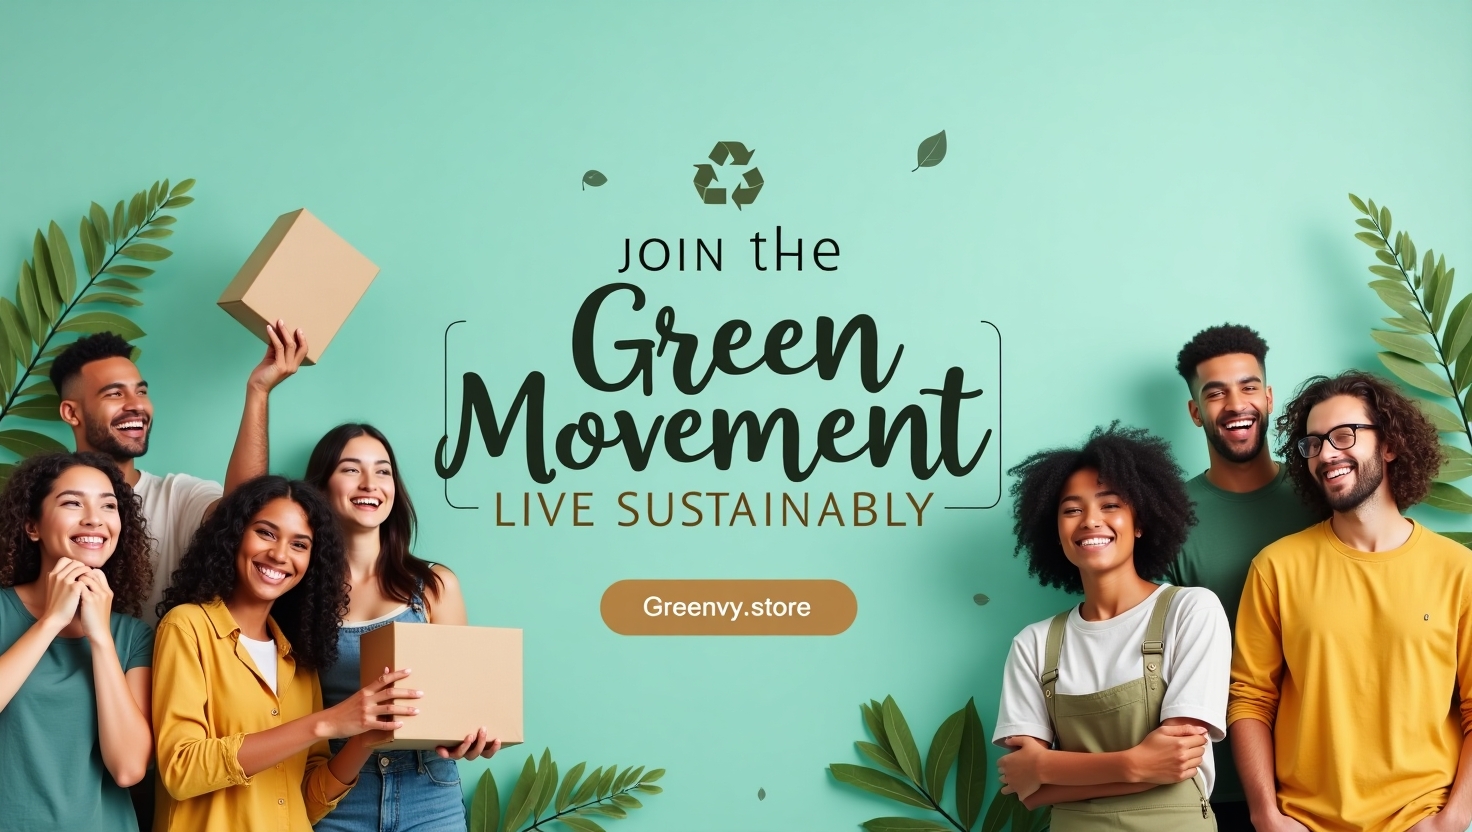 JOIN the
Green
Movement
LIVE SUSTAINABLY
Greenvy.store